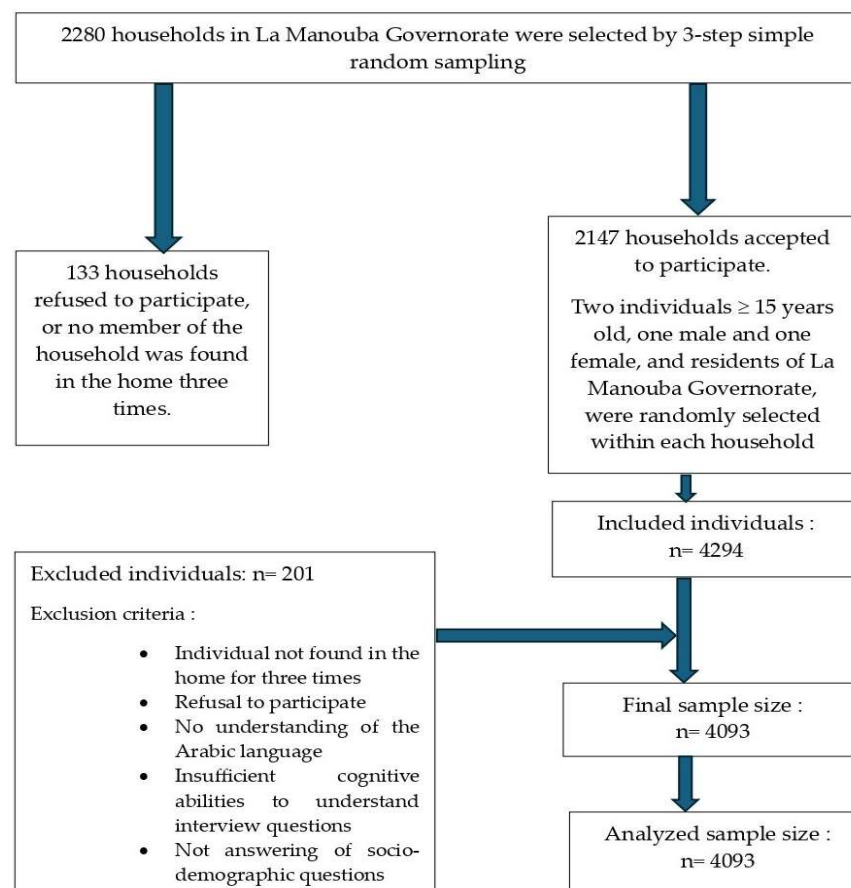 2280 households in La Manouba Governorate were selected by 3-step simple
random sampling
133 households
refused to participate,
or no member of the
household was found
in the home three
times.
2147 households accepted
to participate.
Two individuals ≥ 15 years
old, one male and one
female, and residents of La
Manouba Governorate,
were randomly selected
within each household
Included individuals :
n= 4294
Excluded individuals: n= 201
Exclusion criteria :
• Individual not found in the
home for three times
• Refusal to participate
• No understanding of the
Arabic language
• Insufficient cognitive
abilities to understand
interview questions
• Not answering of socio-
demographic questions
Final sample size :
n= 4093
Analyzed sample size :
n= 4093